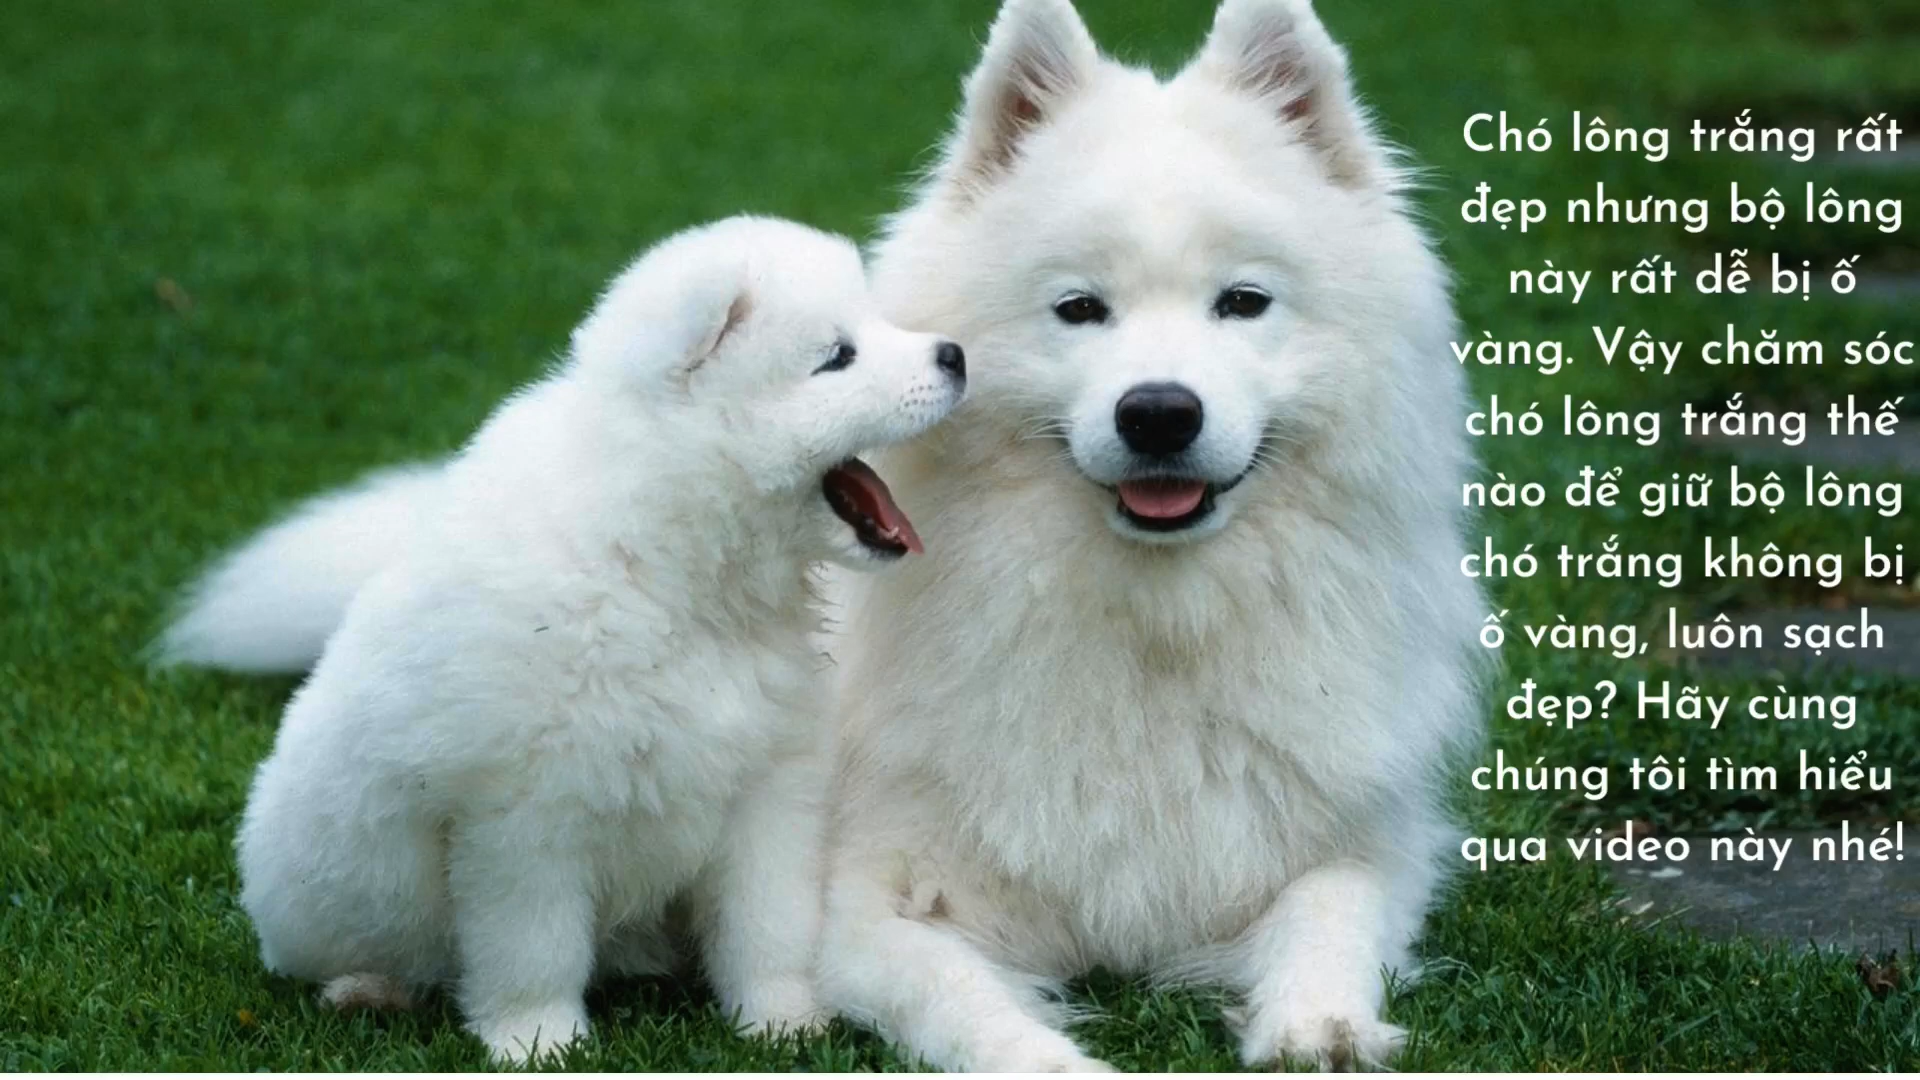 Chó lông trắng rất
đẹp nhưng bộ lông
này rất dễ bị ố
vàng. Vậy chăm sóc
chó lông trắng thế
nào để giữ bộ lông
chó trắng không bị
ố vàng, luôn sạch
đẹp? Hãy cùng
chúng tôi tìm hiểu
qua video này nhé!